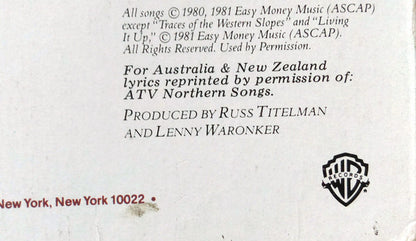 All songs © 1980, 1981 Easy Money Music (ASCAP)
except "Traces of the Western Slopes" and "Living
It Up," © 1981 Easy Money Music (ASCAP).
All Rights Reserved. Used by Permission.
For Australia & New Zealand
lyrics reprinted by permission of:
ATV Northern Songs.
PRODUCED BY RUSS TITELMAN
AND LENNY WARONKER
RECORDS
New York, New York 10022 •